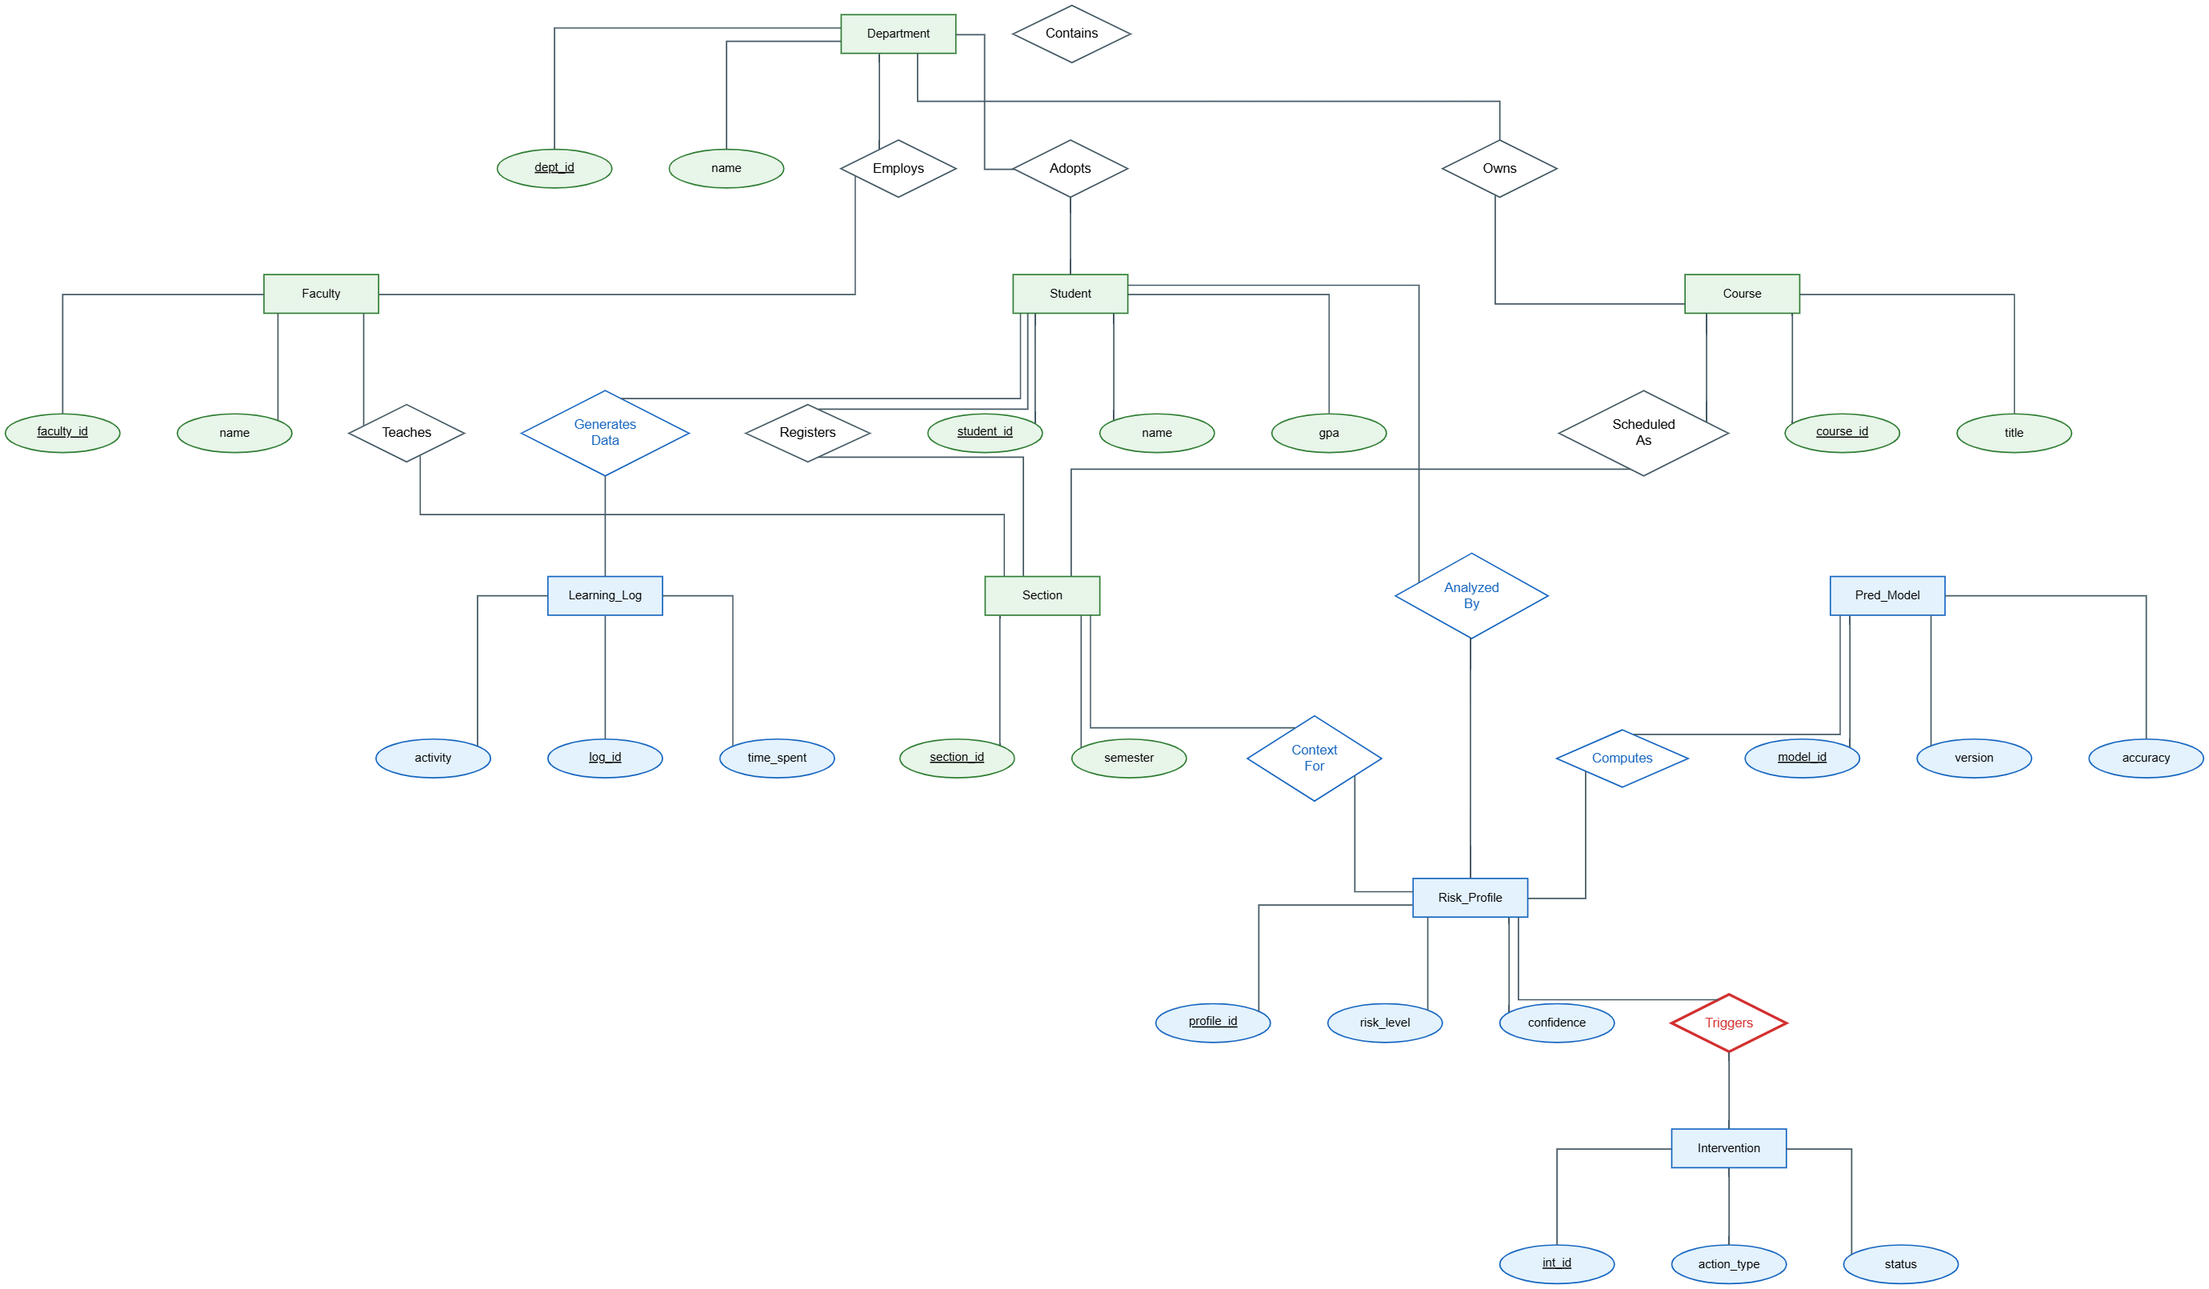 Department
Contains
dept_id
name
Employs
Adopts
Owns
Faculty
Student
Course
faculty_id
name
Teaches
Generates
Data
Registers
student_id
name
gpa
Scheduled
As
course_id
title
Learning_Log
Section
Analyzed
By
Pred_Model
activity
log_id
time_spent
section_id
semester
Context
For
Computes
model_id
version
accuracy
Risk_Profile
profile_id
risk_level
confidence
Triggers
Intervention
int_id
action_type
status